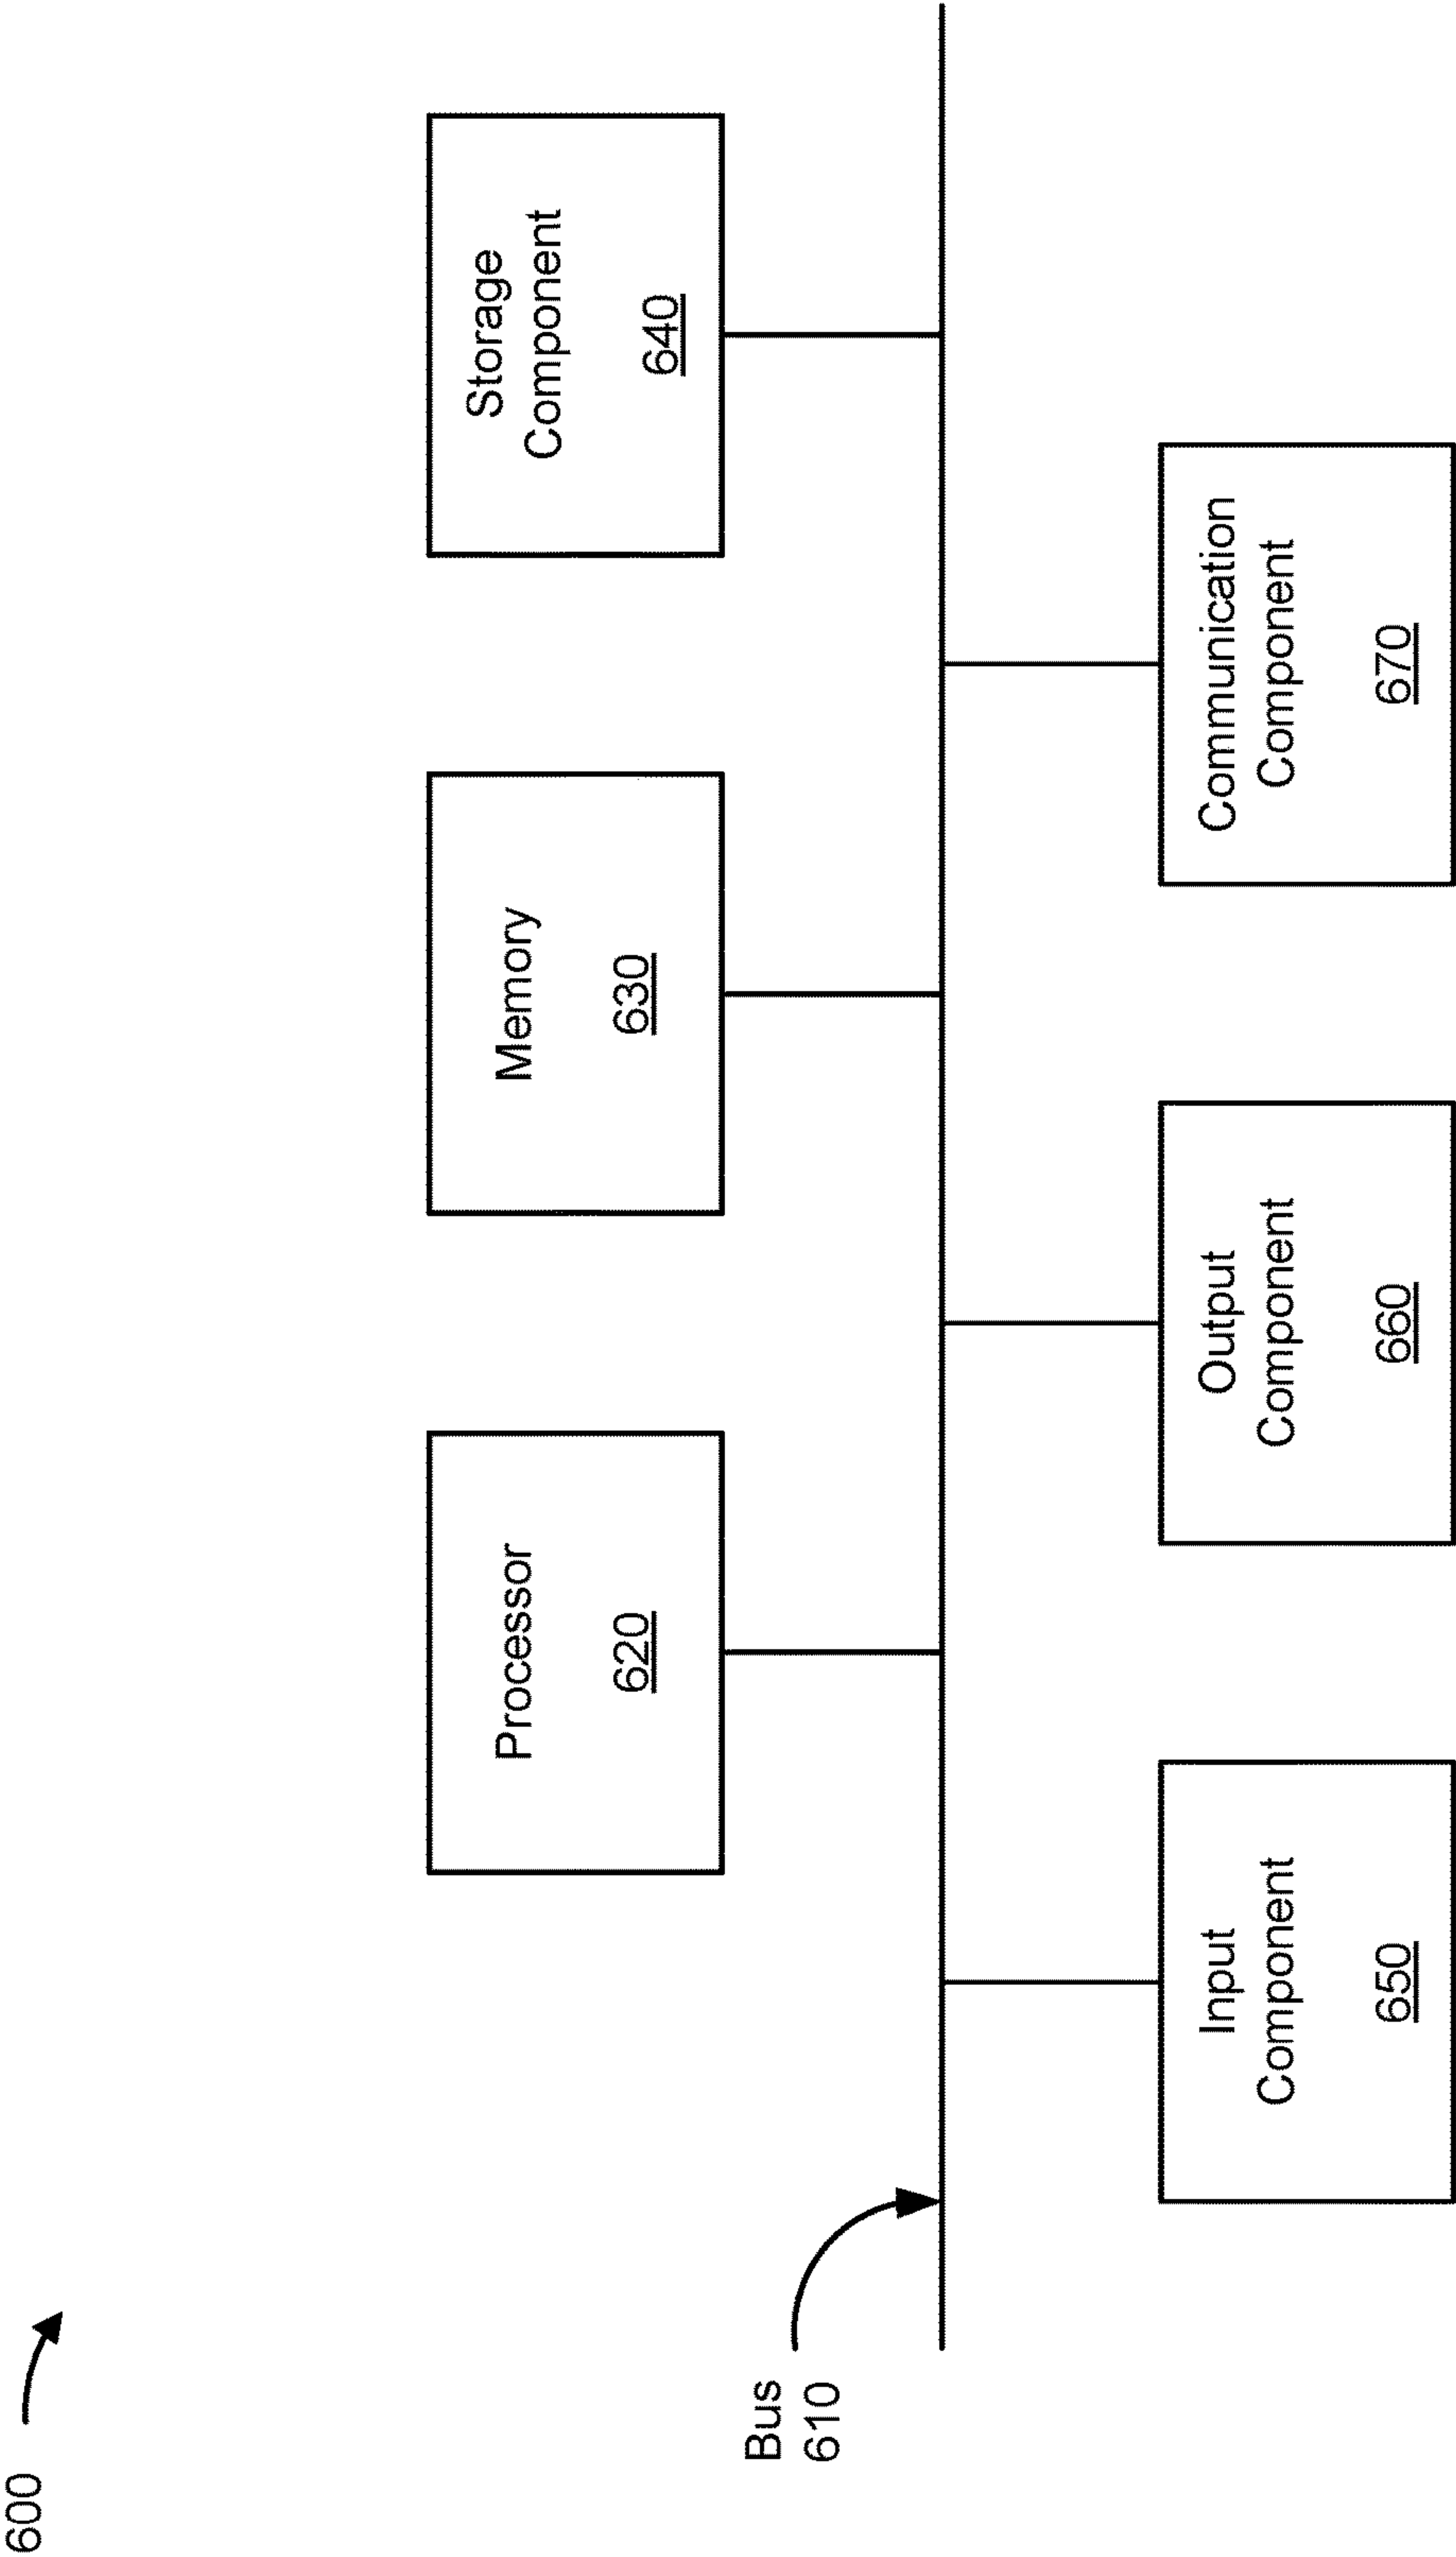 600
Processor
620
Memory
630
Storage
Component
640
Bus
610
Input
Component
650
Output
Component
660
Communication
Component
670